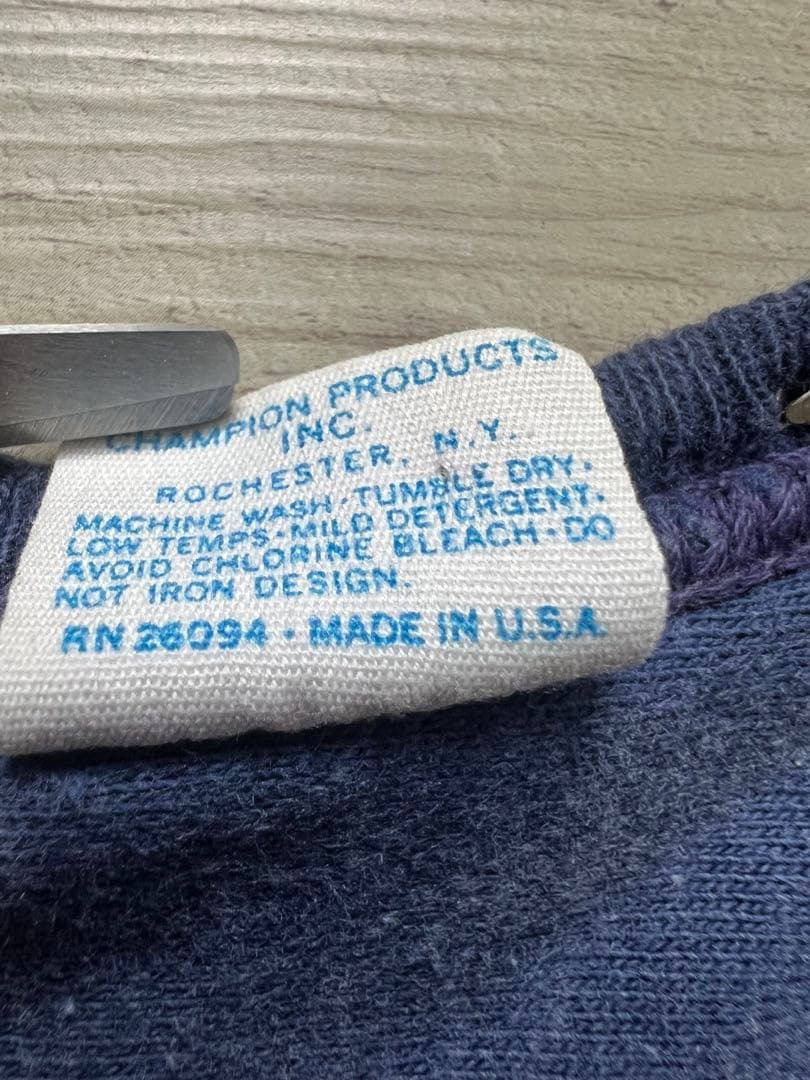 CHAMPION PRODUCTS
INC.
ROCHESTER, N.Y.
MACHINE WASH·TUMBLE DRY·
LOW TEMPS·MILD DETERGENT·
AVOID CHLORINE BLEACH·DO
NOT IRON DESIGN.
RN 26094 · MADE IN U.S.A.